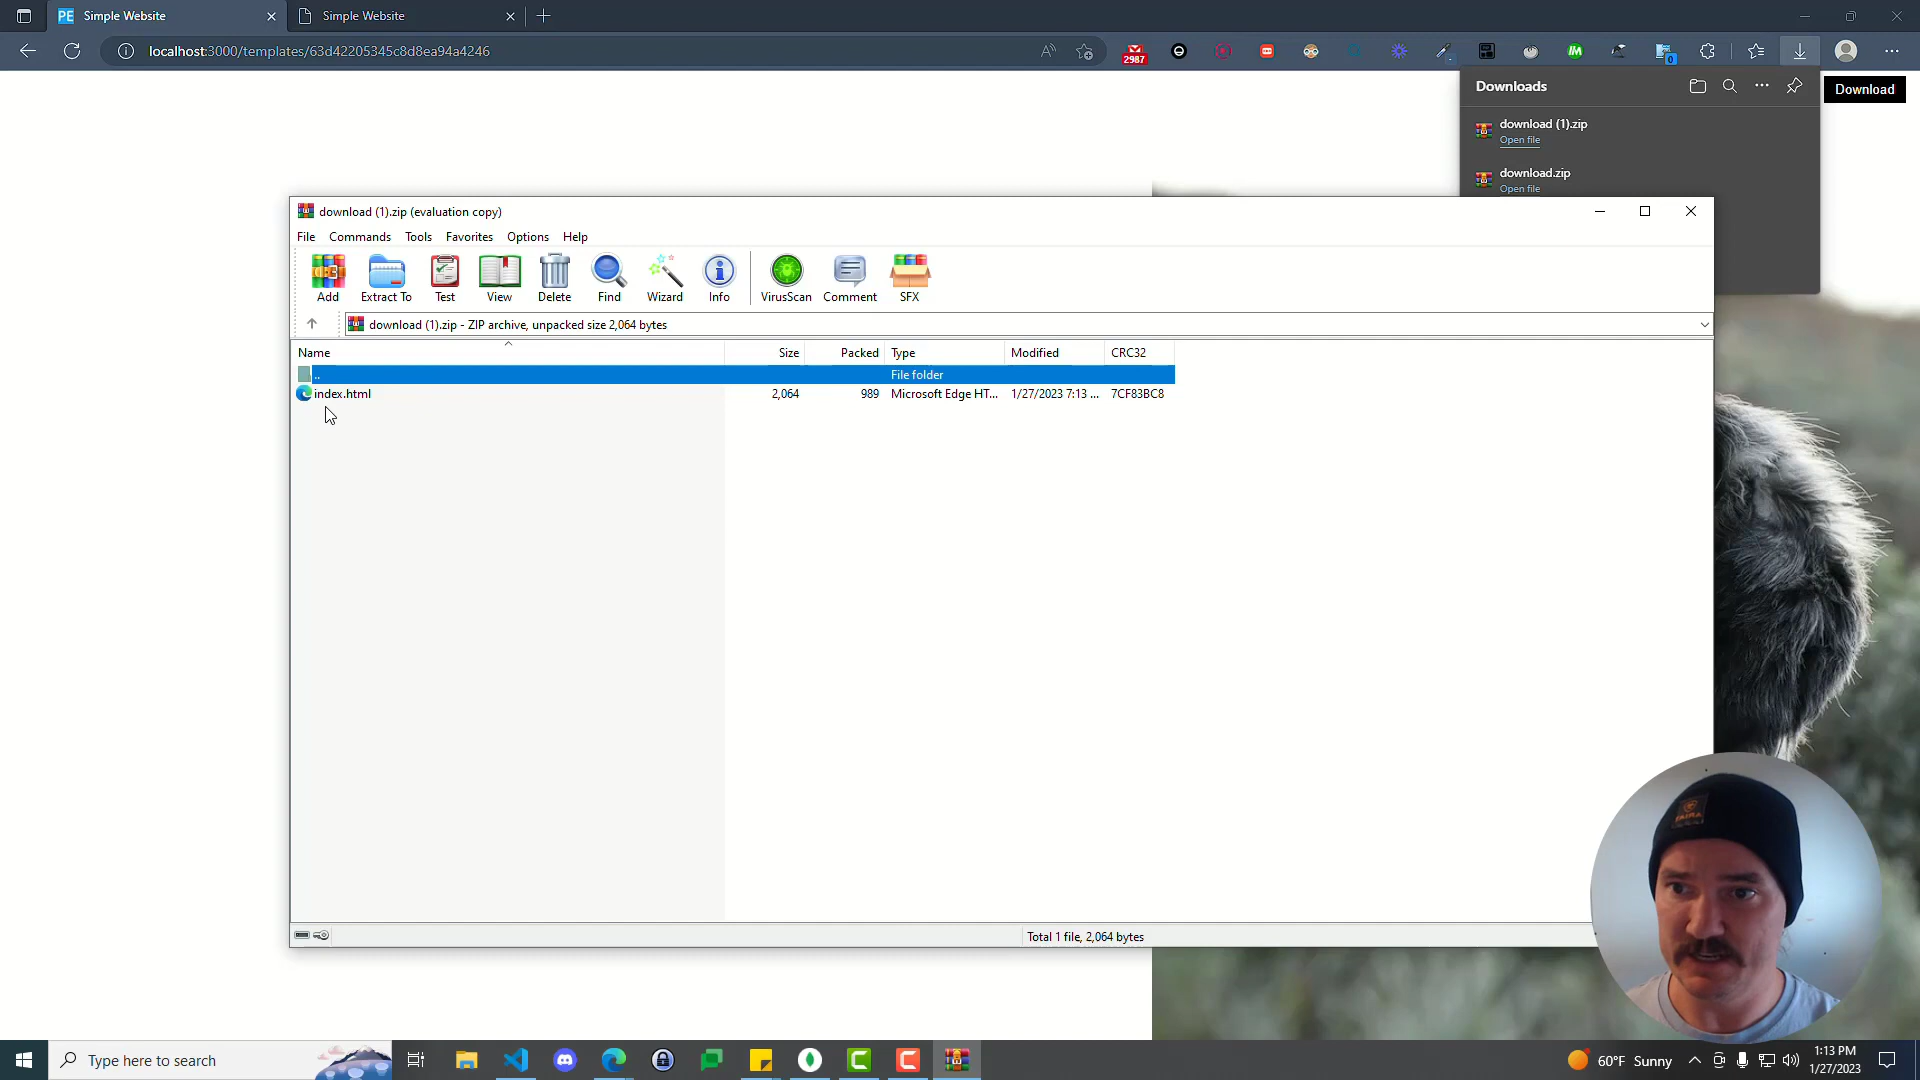 PE Simple Website
Simple Website
localhost:3000/templates/63d42205345c8d8ea94a4246
2987
0
Downloads
Download
download (1).zip
Open file
download.zip
Open file
download (1).zip (evaluation copy)
File Commands Tools Favorites Options Help
Add Extract To Test View Delete Find Wizard Info VirusScan Comment SFX
download (1).zip - ZIP archive, unpacked size 2,064 bytes
Name Size Packed Type Modified CRC32
.. File folder
index.html 2,064 989 Microsoft Edge HT... 1/27/2023 7:13 ... 7CF83BC8
Total 1 file, 2,064 bytes
Type here to search
60°F Sunny
1:13 PM
1/27/2023